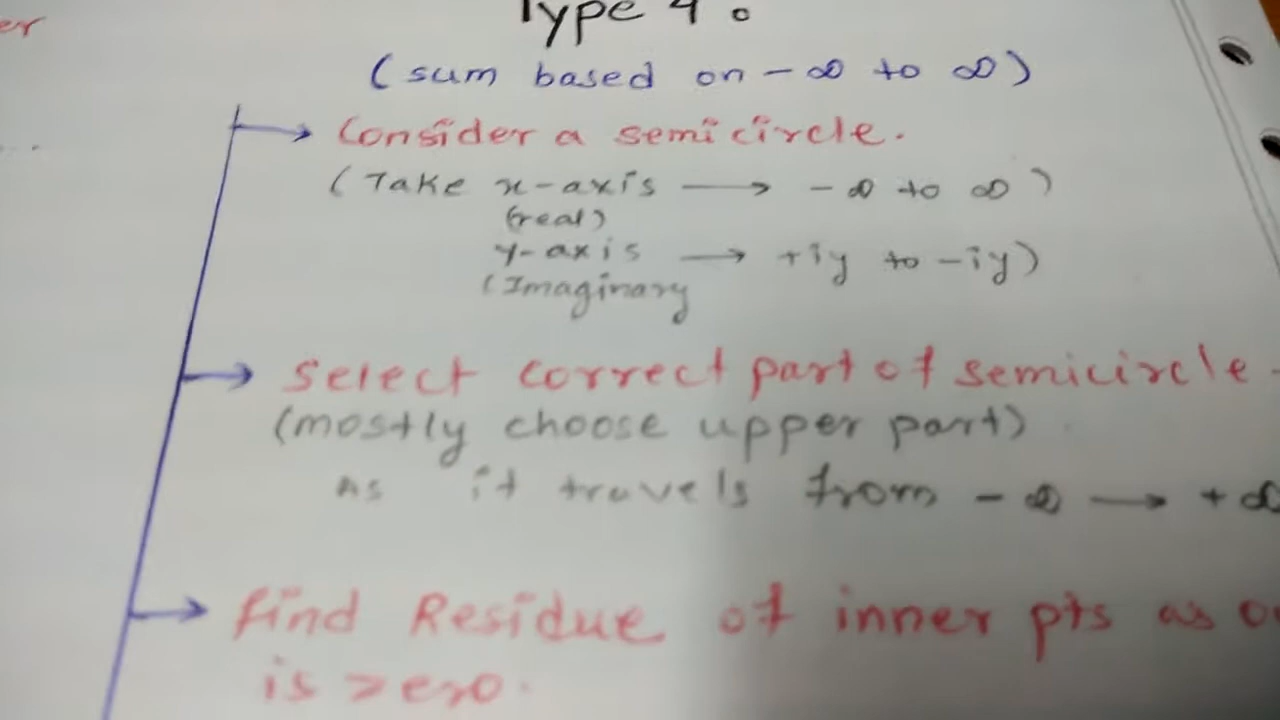 er
Type 4 .
(sum based on - ∞ to ∞)
Consider a semicircle.
(Take x-axis → - ∞ to ∞)
(real)
y-axis → +iy to -iy)
(Imaginary
Select correct part of semicircle.
(mostly choose upper part)
As it travels from - ∞ → + ∞
find Residue of inner pts as
is zero.